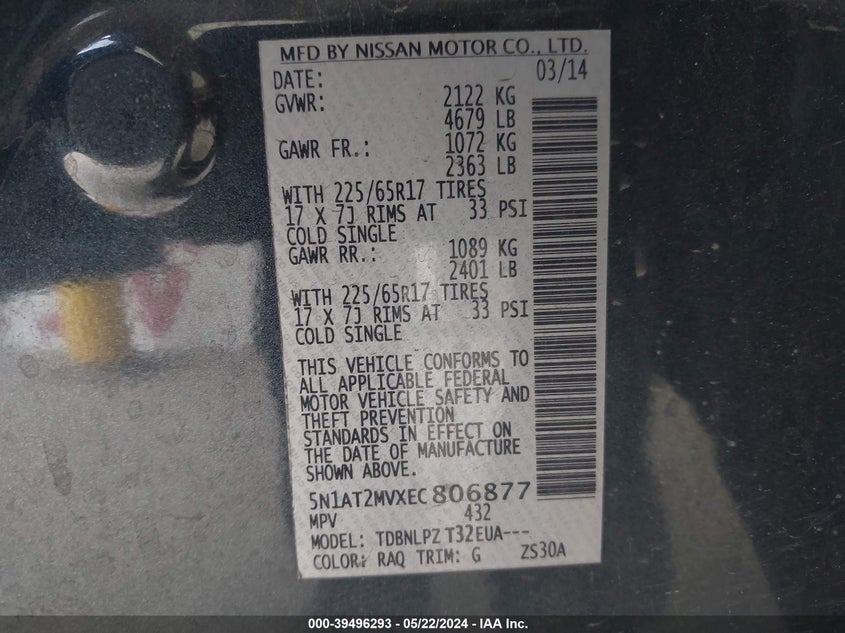 MFD BY NISSAN MOTOR CO., LTD.
DATE: 03/14
GVWR: 2122 KG
4679 LB
GAWR FR.: 1072 KG
2363 LB
WITH 225/65R17 TIRES
17 X 7J RIMS AT 33 PSI
COLD SINGLE
GAWR RR.: 1089 KG
2401 LB
WITH 225/65R17 TIRES
17 X 7J RIMS AT 33 PSI
COLD SINGLE
THIS VEHICLE CONFORMS TO
ALL APPLICABLE FEDERAL
MOTOR VEHICLE SAFETY AND
THEFT PREVENTION
STANDARDS IN EFFECT ON
THE DATE OF MANUFACTURE
SHOWN ABOVE.
5N1AT2MVXEC806877
MPV 432
MODEL: TDBNLPZ T32EUA---
COLOR: RAQ TRIM: G ZS30A
000-39496293 - 05/22/2024 - IAA Inc.